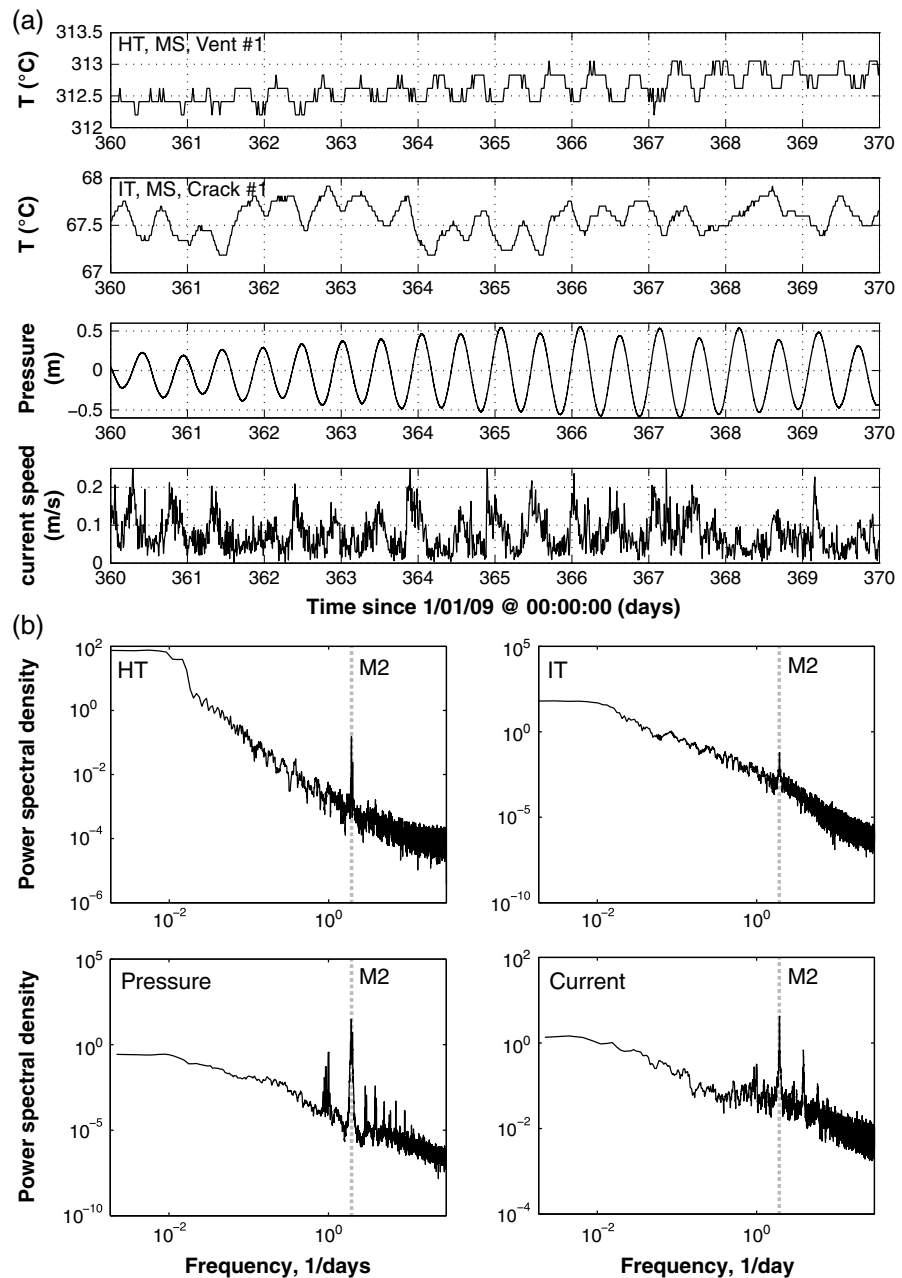 (a)
HT, MS, Vent #1
T (°C)
313.5
313
312.5
312
360 361 362 363 364 365 366 367 368 369 370
IT, MS, Crack #1
T (°C)
68
67.5
67
360 361 362 363 364 365 366 367 368 369 370
Pressure
(m)
0.5
0
−0.5
360 361 362 363 364 365 366 367 368 369 370
current speed
(m/s)
0.2
0.1
0
360 361 362 363 364 365 366 367 368 369 370
Time since 1/01/09 @ 00:00:00 (days)
(b)
Power spectral density
10^2
10^0
10^−2
10^−4
10^−6
HT
M2
10^−2 10^0
Power spectral density
10^5
10^0
10^−5
10^−10
IT
M2
10^−2 10^0
Power spectral density
10^5
10^0
10^−5
10^−10
Pressure
M2
10^−2 10^0
Frequency, 1/days
Power spectral density
10^2
10^0
10^−2
10^−4
Current
M2
10^−2 10^0
Frequency, 1/day